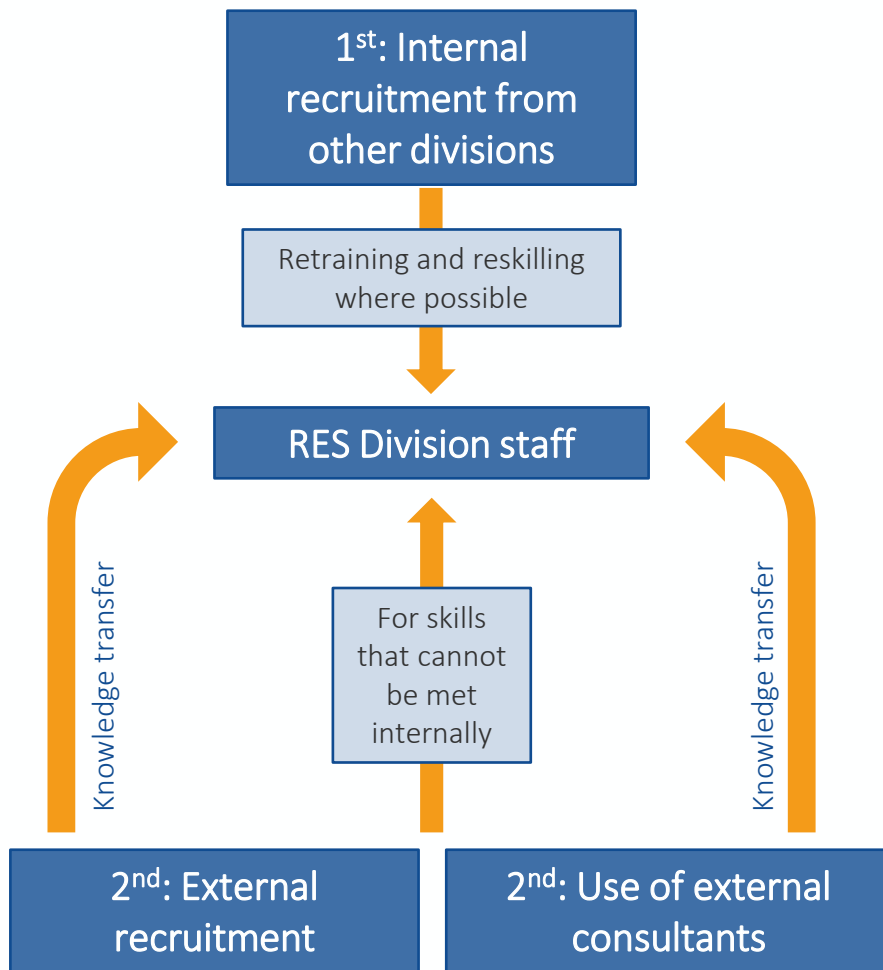 1st: Internal
recruitment from
other divisions
Retraining and reskilling
where possible
RES Division staff
Knowledge transfer
For skills
that cannot
be met
internally
Knowledge transfer
2nd: External
recruitment
2nd: Use of external
consultants